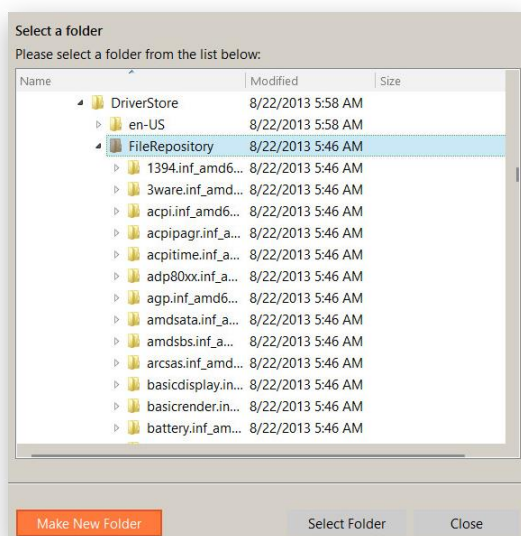 Select a folder
Please select a folder from the list below:
Name Modified Size
DriverStore 8/22/2013 5:58 AM
en-US 8/22/2013 5:58 AM
FileRepository 8/22/2013 5:46 AM
1394.inf_amd6... 8/22/2013 5:46 AM
3ware.inf_amd... 8/22/2013 5:46 AM
acpi.inf_amd6... 8/22/2013 5:46 AM
acpipagr.inf_a... 8/22/2013 5:46 AM
acpitime.inf_a... 8/22/2013 5:46 AM
adp80xx.inf_a... 8/22/2013 5:46 AM
agp.inf_amd6... 8/22/2013 5:46 AM
amdsata.inf_a... 8/22/2013 5:46 AM
amdsbs.inf_a... 8/22/2013 5:46 AM
arcsas.inf_amd... 8/22/2013 5:46 AM
basicdisplay.in... 8/22/2013 5:46 AM
basicrender.in... 8/22/2013 5:46 AM
battery.inf_am... 8/22/2013 5:46 AM
Make New Folder Select Folder Close